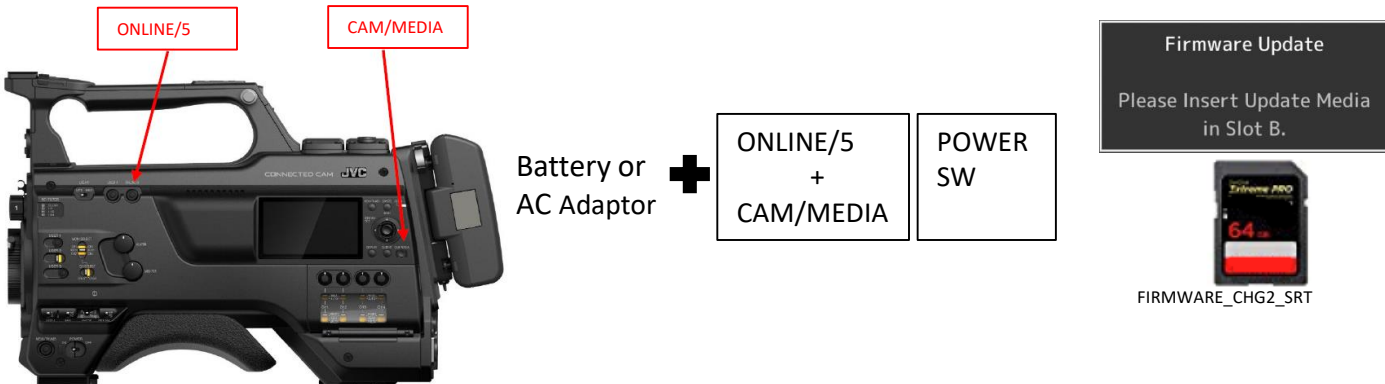 ONLINE/5
CAM/MEDIA
CONNECTED CAM JVC
Battery or
AC Adaptor
ONLINE/5
+
CAM/MEDIA
POWER
SW
Firmware Update
Please Insert Update Media
in Slot B.
Extreme PRO
64 GB
FIRMWARE_CHG2_SRT